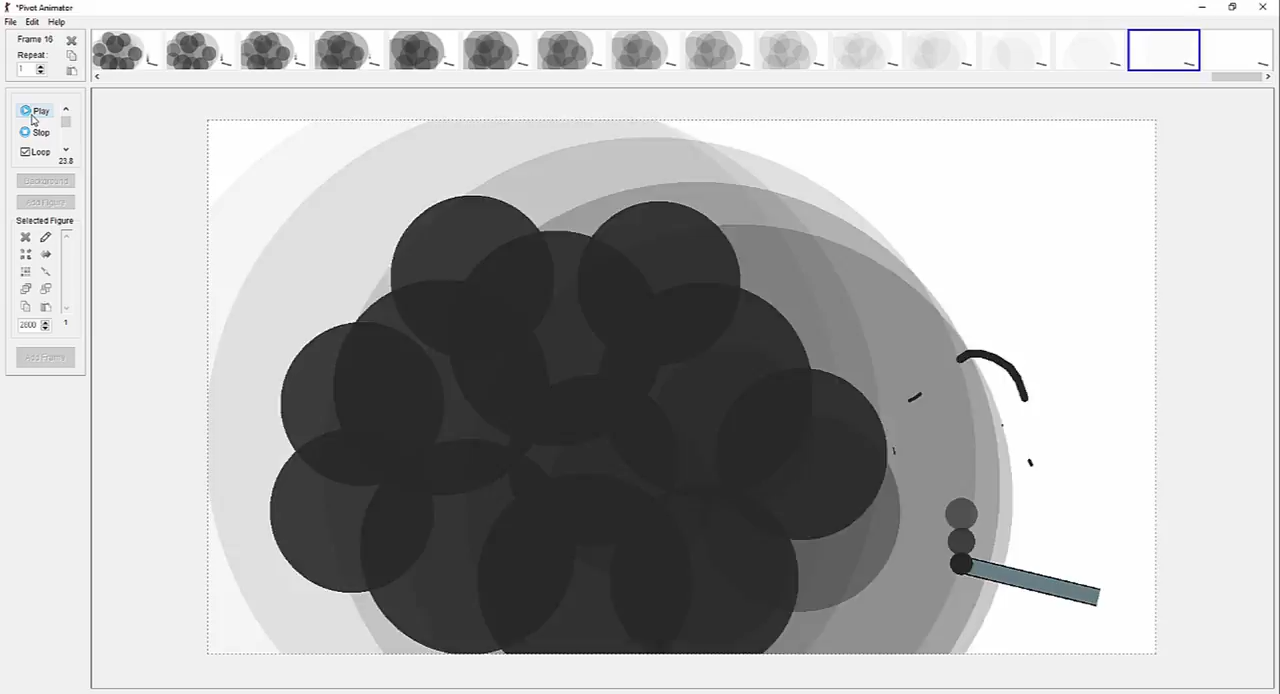 *Pivot Animator
File Edit Help
Frame 16
Repeat:
1
Play
Stop
Loop
23.8
Background
Add Figure
Selected Figure
2800 1
Add Frame